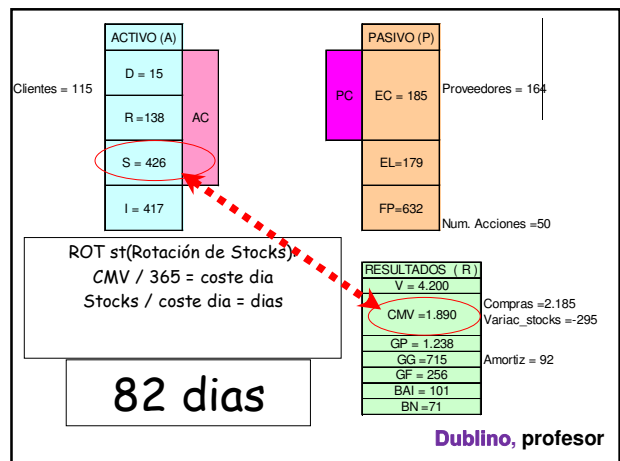 ACTIVO (A)
Clientes = 115
D = 15
R =138
AC
S = 426
I = 417
PASIVO (P)
PC
EC = 185
Proveedores = 164
EL=179
FP=632
Num. Acciones =50
ROT st(Rotación de Stocks):
CMV / 365 = coste dia
Stocks / coste dia = dias
82 dias
RESULTADOS ( R )
V = 4.200
CMV =1.890
Compras =2.185
Variac_stocks =-295
GP = 1.238
GG =715
Amortiz = 92
GF = 256
BAI = 101
BN =71
Dublino, profesor